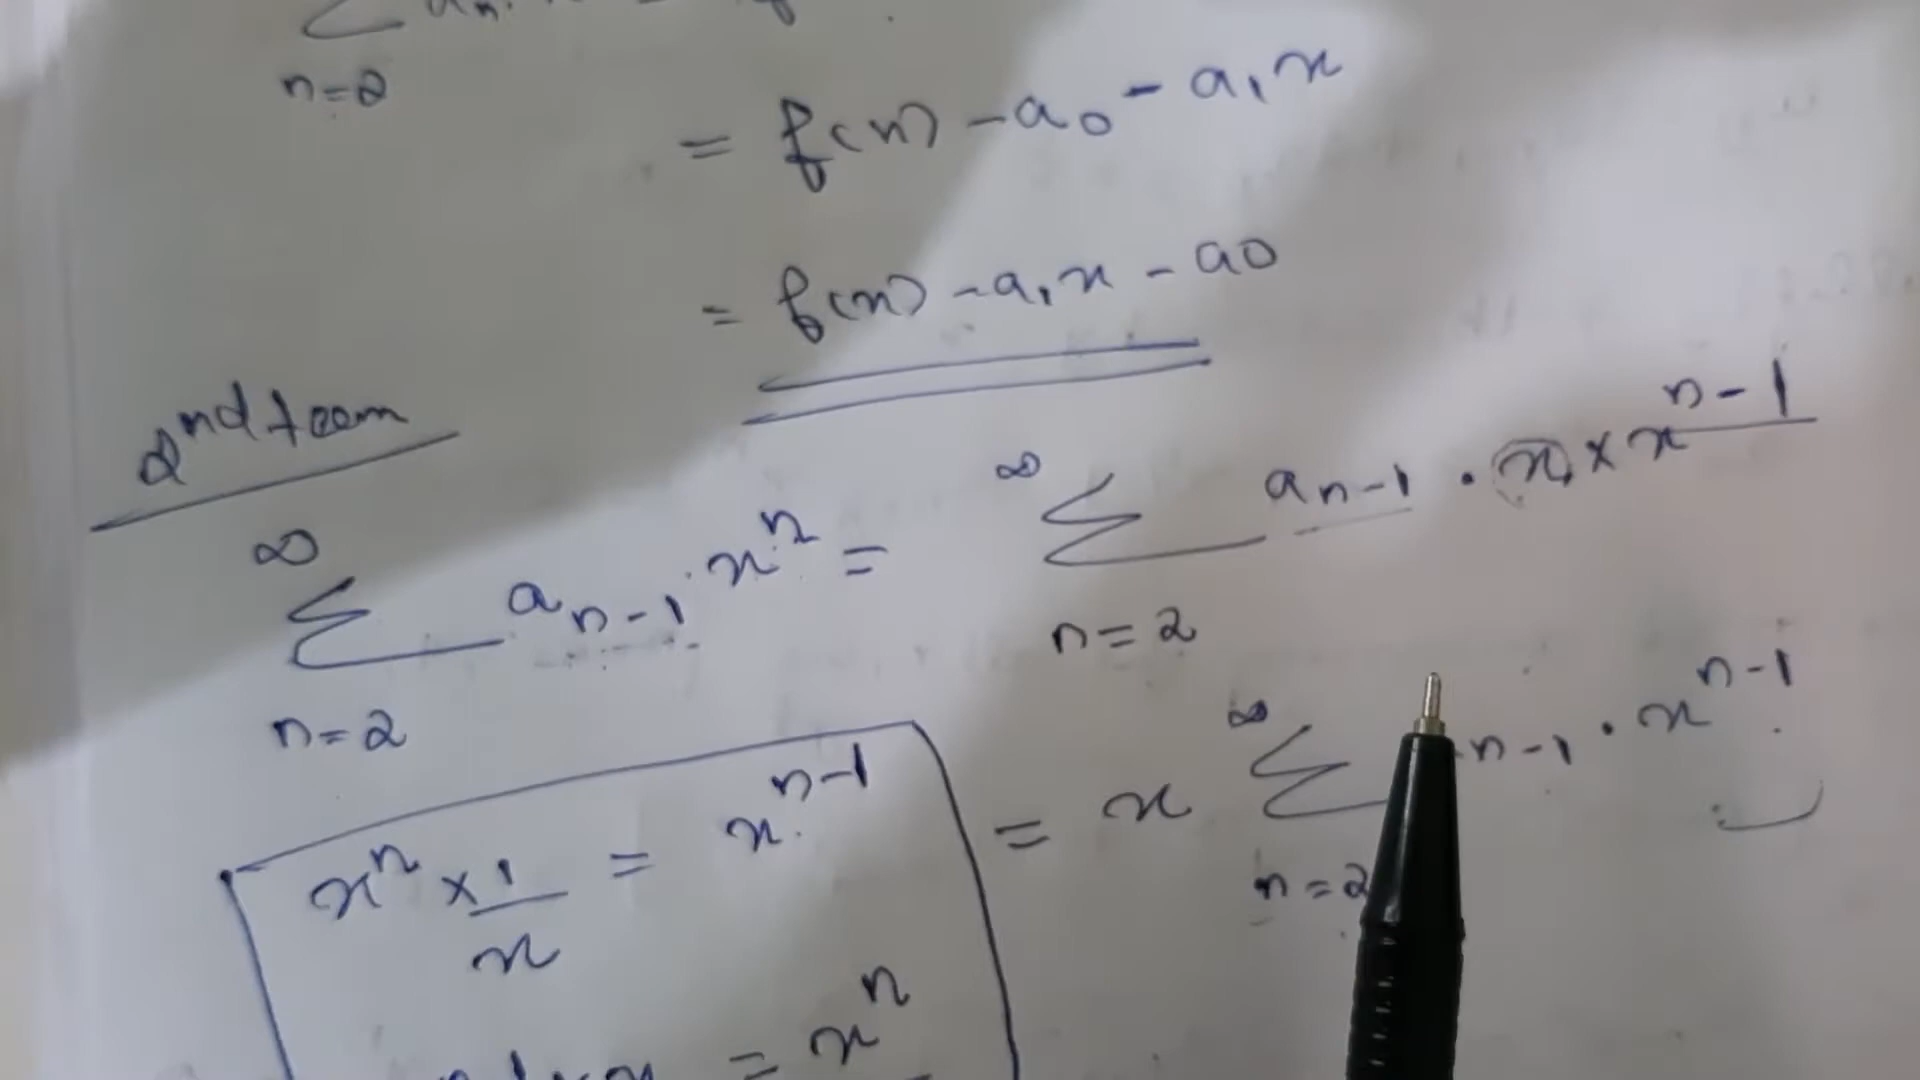 ∑ aₙ.
n=2
= f(x) - a₀ - a₁x
= f(x) - a₁x - a₀
2nd term
∞ ∑ n=2 aₙ₋₁ . xⁿ = ∞ ∑ n=2 aₙ₋₁ . x × xⁿ⁻¹
= x ∞ ∑ n=2 n-1 . xⁿ⁻¹
xⁿ × 1/x = xⁿ⁻¹
= xⁿ